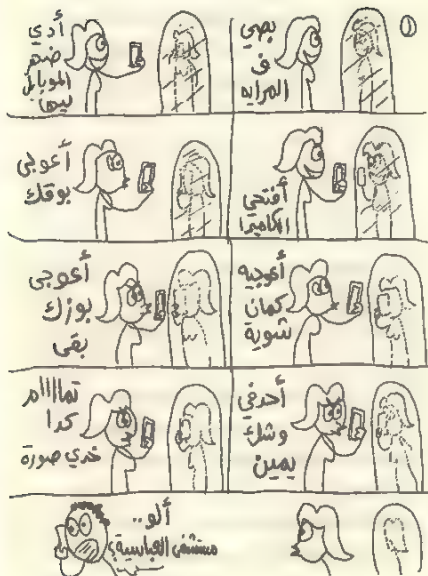 ١
بصي
ف
المرايه
أدي
ضهر
الموبايل
ليها
أفتحي
الكاميرا
أعوجي
بوقك
أعوجيه
كمان
شوية
أعوجي
بوزك
بقى
أحدفي
وشك
يمين
تماااام
كدا
خدي صورة
ألو..
مستشفى العباسية؟